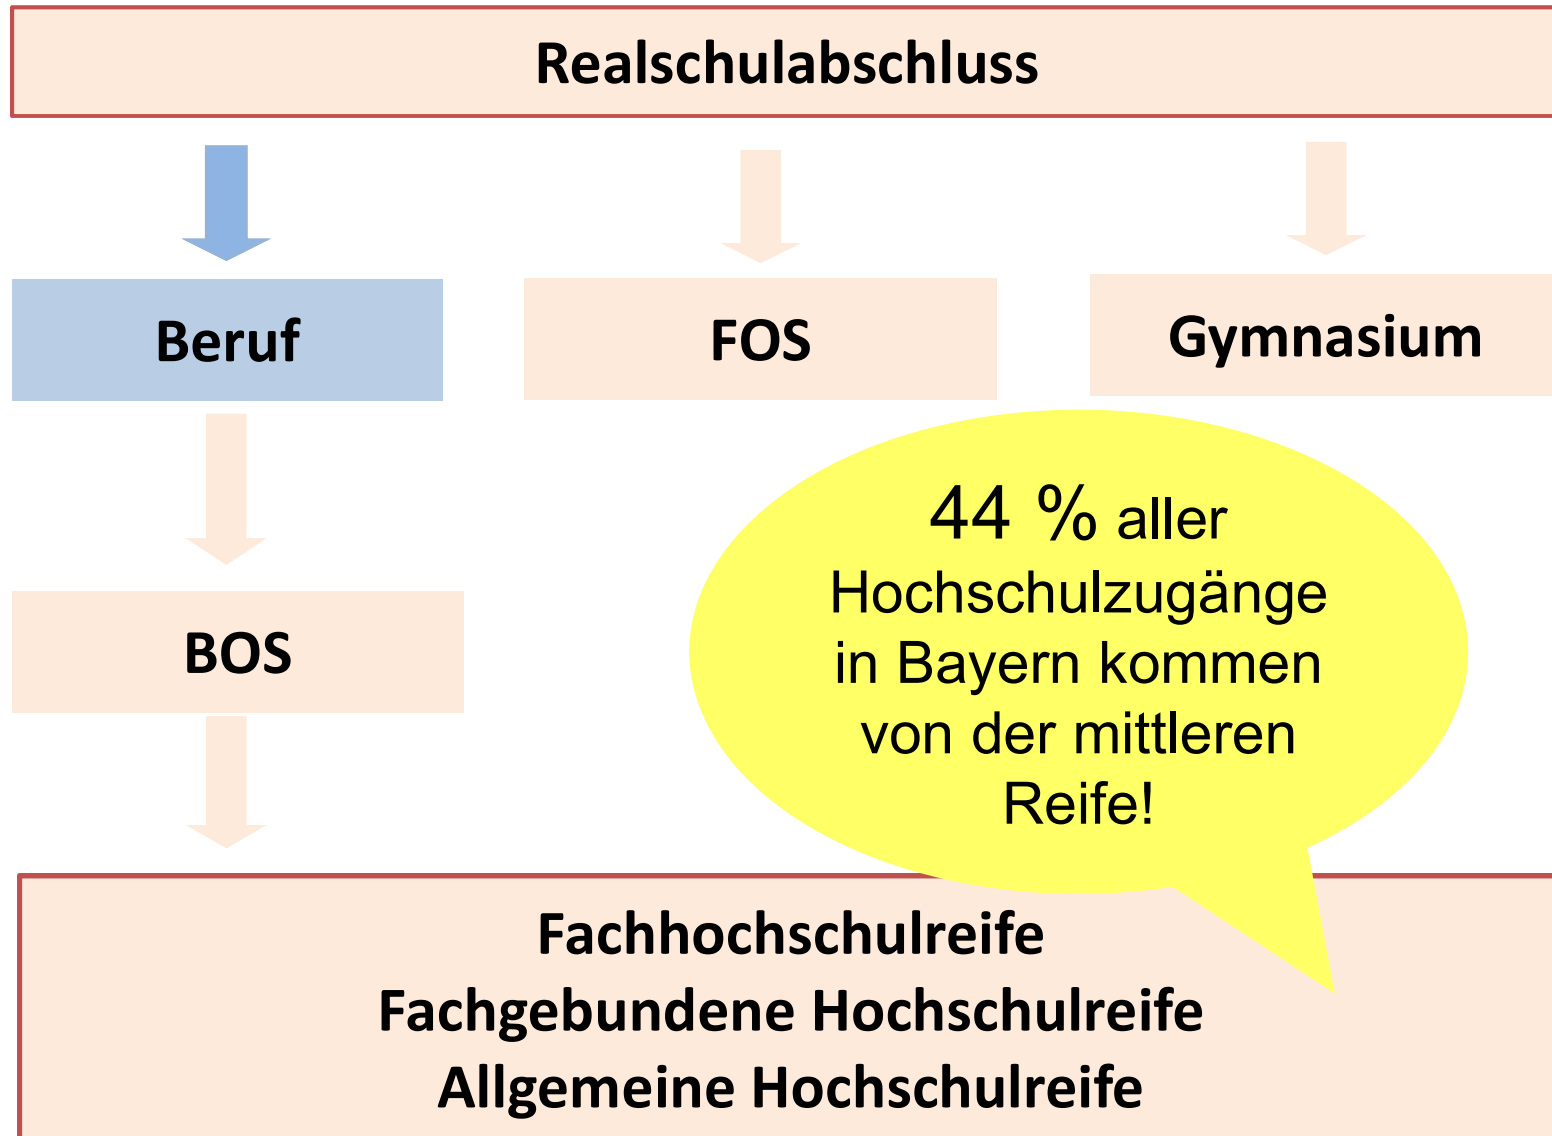 Realschulabschluss
Beruf
FOS
Gymnasium
BOS
44 % aller
Hochschulzugänge
in Bayern kommen
von der mittleren
Reife!
Fachhochschulreife
Fachgebundene Hochschulreife
Allgemeine Hochschulreife